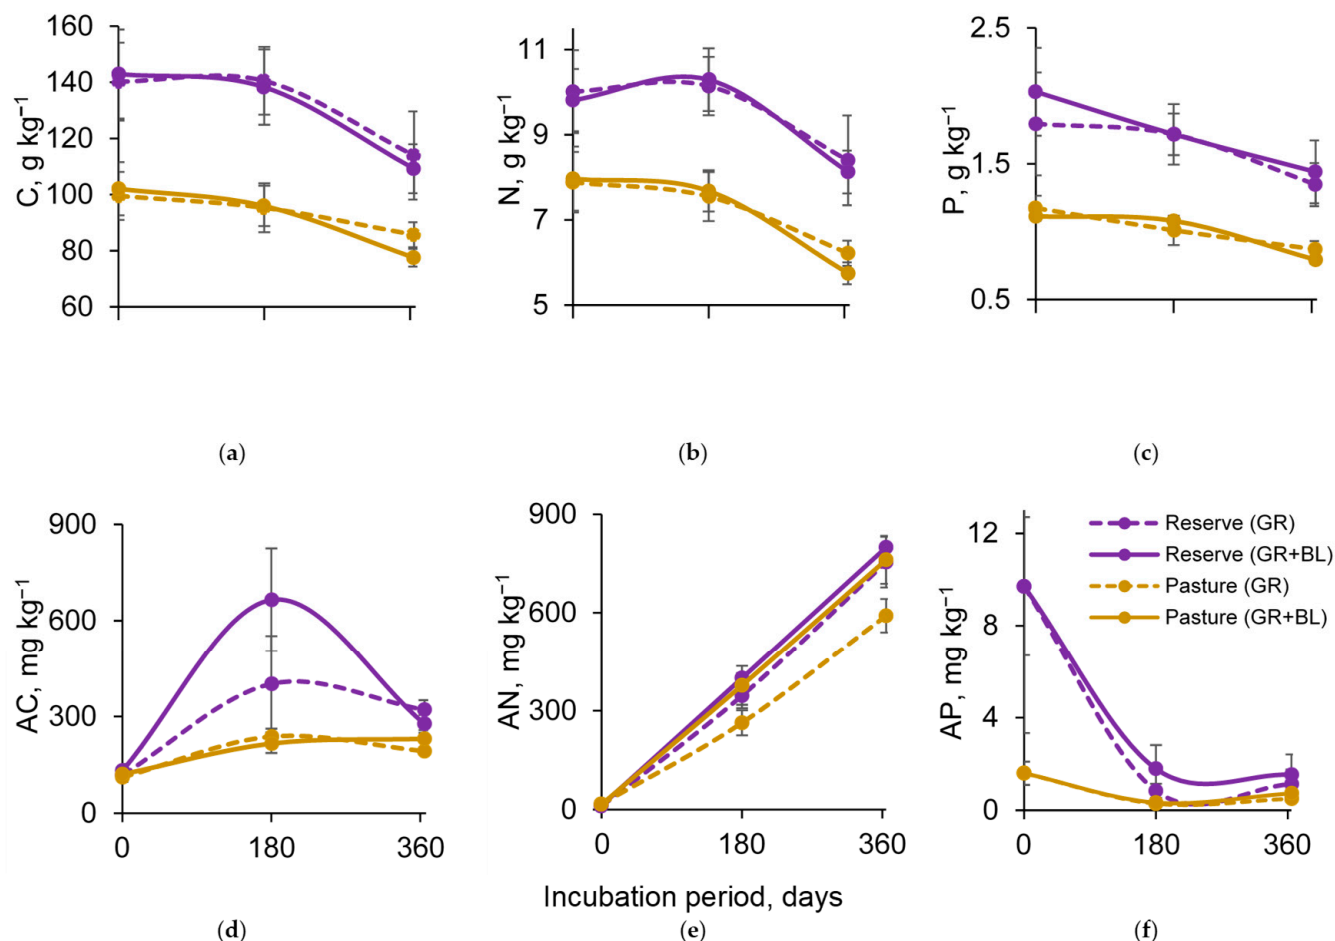 160
140
120
100
80
60
C, g kg⁻¹
(a)
11
9
7
5
N, g kg⁻¹
(b)
2.5
1.5
0.5
P, g kg⁻¹
(c)
900
600
300
0
AC, mg kg⁻¹
0 180 360
(d)
900
600
300
0
AN, mg kg⁻¹
0 180 360
Incubation period, days
(e)
12
8
4
0
AP, mg kg⁻¹
Reserve (GR)
Reserve (GR+BL)
Pasture (GR)
Pasture (GR+BL)
0 180 360
(f)